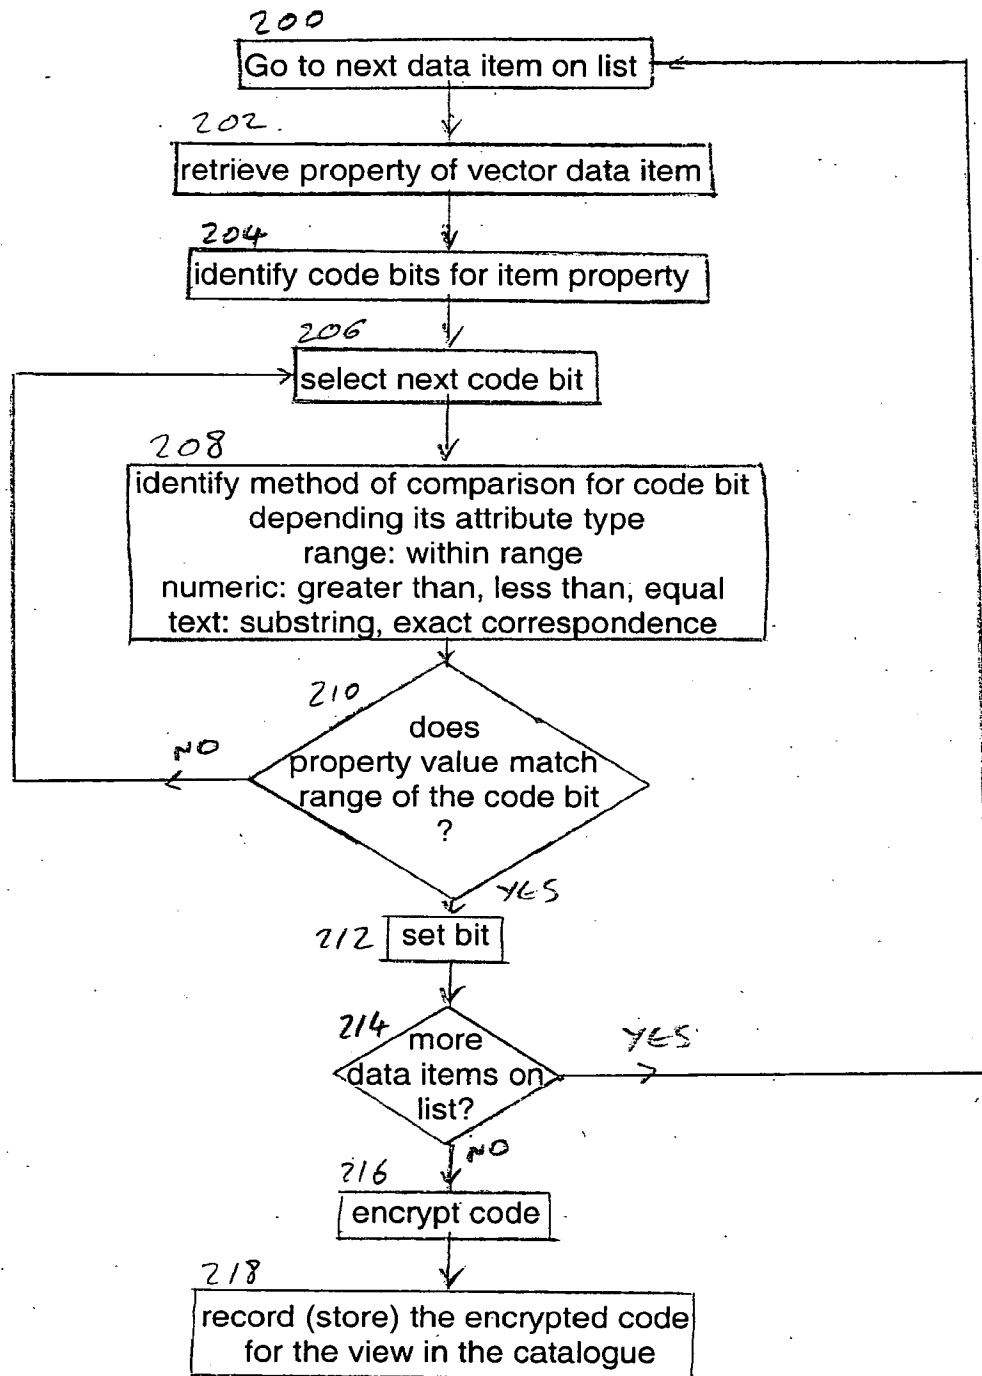 200
Go to next data item on list
202
retrieve property of vector data item
204
identify code bits for item property
206
select next code bit
208
identify method of comparison for code bit
depending its attribute type
range: within range
numeric: greater than, less than, equal
text: substring, exact correspondence
210
does
property value match
range of the code bit
?
NO
YES
212 set bit
214
more
data items on
list?
YES
NO
216
encrypt code
218
record (store) the encrypted code
for the view in the catalogue